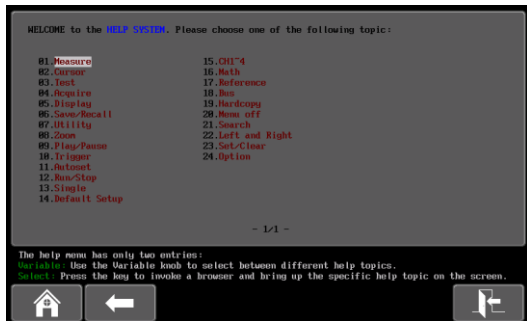 WELCOME to the HELP SYSTEM. Please choose one of the following topic:
01.Measure
02.Cursor
03.Test
04.Acquire
05.Display
06.Save/Recall
07.Utility
08.Zoom
09.Play/Pause
10.Trigger
11.Autoset
12.Run/Stop
13.Single
14.Default Setup
15.CH1~4
16.Math
17.Reference
18.Bus
19.Hardcopy
20.Menu off
21.Search
22.Left and Right
23.Set/Clear
24.Option
- 1/1 -
The help menu has only two entries:
Variable: Use the Variable knob to select between different help topics.
Select: Press the key to invoke a browser and bring up the specific help topic on the screen.